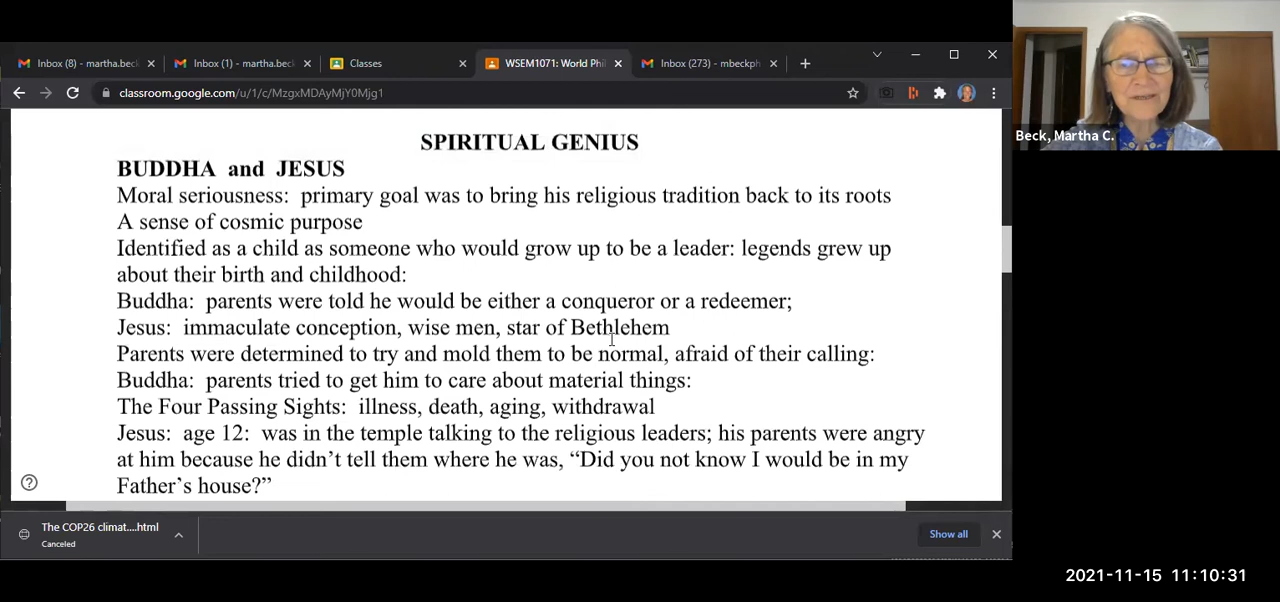 Inbox (8) - martha.bec
Inbox (1) - martha.bec
Classes
WSEM1071: World Phi
Inbox (273) - mbeckph
classroom.google.com/u/1/c/MzgxMDAyMjY0Mjg1
Beck, Martha C.
SPIRITUAL GENIUS
BUDDHA and JESUS
Moral seriousness: primary goal was to bring his religious tradition back to its roots
A sense of cosmic purpose
Identified as a child as someone who would grow up to be a leader: legends grew up
about their birth and childhood:
Buddha: parents were told he would be either a conqueror or a redeemer;
Jesus: immaculate conception, wise men, star of Bethlehem
Parents were determined to try and mold them to be normal, afraid of their calling:
Buddha: parents tried to get him to care about material things:
The Four Passing Sights: illness, death, aging, withdrawal
Jesus: age 12: was in the temple talking to the religious leaders; his parents were angry
at him because he didn’t tell them where he was, “Did you not know I would be in my
Father’s house?”
The COP26 climat....html
Canceled
Show all
2021-11-15 11:10:31